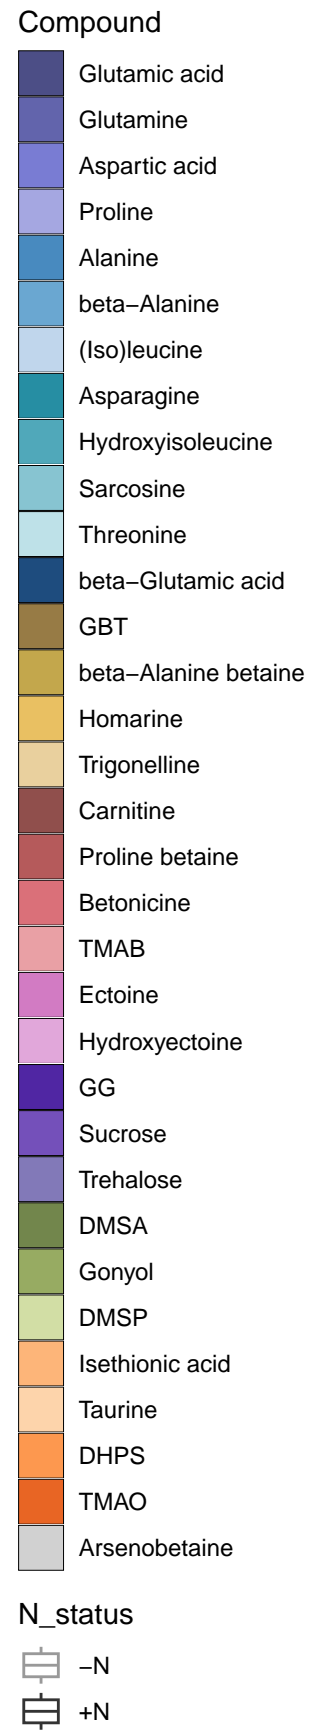 Compound
Glutamic acid
Glutamine
Aspartic acid
Proline
Alanine
beta−Alanine
(Iso)leucine
Asparagine
Hydroxyisoleucine
Sarcosine
Threonine
beta−Glutamic acid
GBT
beta−Alanine betaine
Homarine
Trigonelline
Carnitine
Proline betaine
Betonicine
TMAB
Ectoine
Hydroxyectoine
GG
Sucrose
Trehalose
DMSA
Gonyol
DMSP
Isethionic acid
Taurine
DHPS
TMAO
Arsenobetaine
N_status
−N
+N